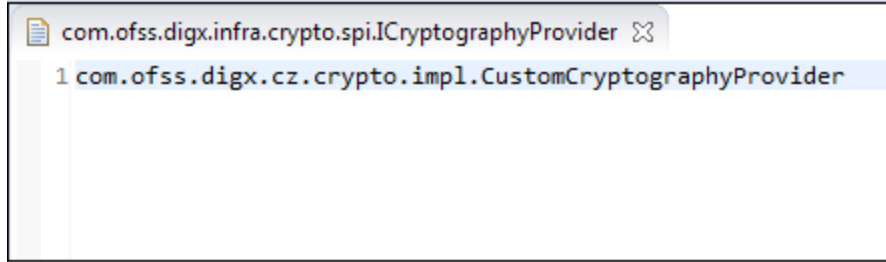 com.ofss.digx.infra.crypto.spi.ICryptographyProvider
1 com.ofss.digx.cz.crypto.impl.CustomCryptographyProvider